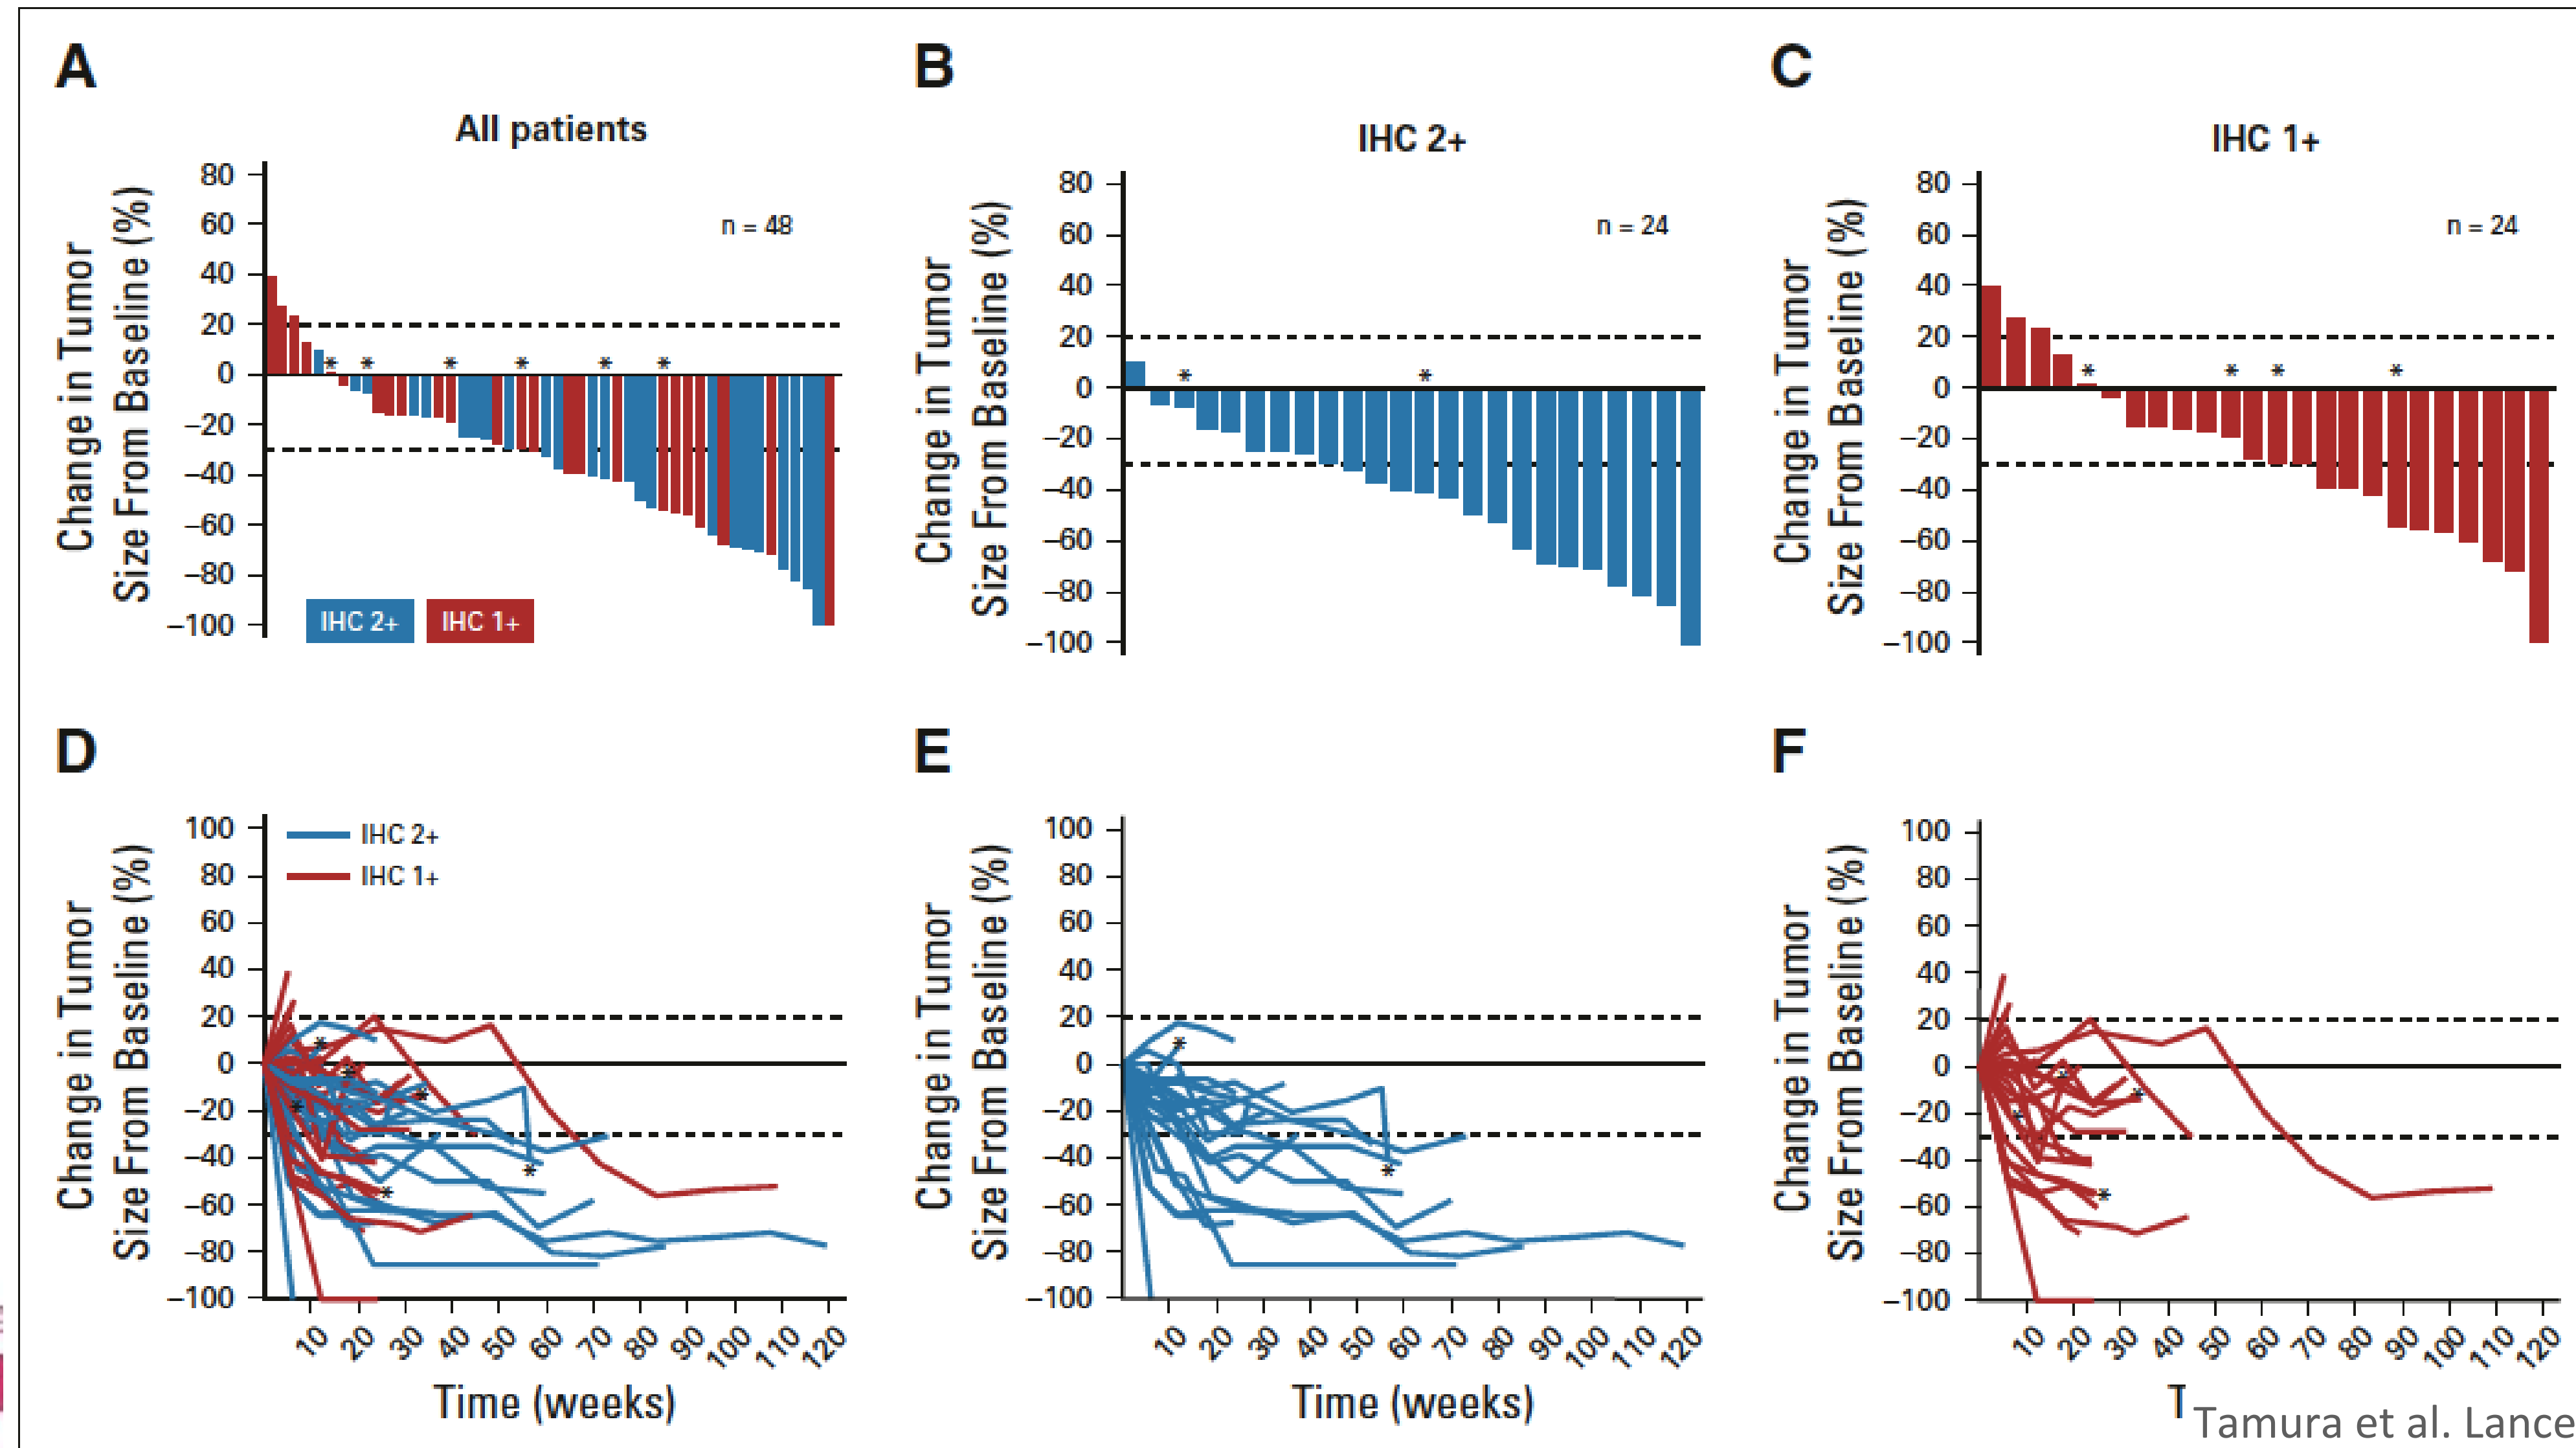 A
All patients
Change in Tumor
Size From Baseline (%)
80
60
40
20
0
–20
–40
–60
–80
–100
n = 48
* * * * * *
IHC 2+ IHC 1+
B
IHC 2+
Change in Tumor
Size From Baseline (%)
80
60
40
20
0
–20
–40
–60
–80
–100
n = 24
* *
C
IHC 1+
Change in Tumor
Size From Baseline (%)
80
60
40
20
0
–20
–40
–60
–80
–100
n = 24
* * * *
D
Change in Tumor
Size From Baseline (%)
100
80
60
40
20
0
–20
–40
–60
–80
–100
IHC 2+
IHC 1+
* * * * * *
10 20 30 40 50 60 70 80 90 100 110 120
Time (weeks)
E
Change in Tumor
Size From Baseline (%)
100
80
60
40
20
0
–20
–40
–60
–80
–100
* *
10 20 30 40 50 60 70 80 90 100 110 120
Time (weeks)
F
Change in Tumor
Size From Baseline (%)
100
80
60
40
20
0
–20
–40
–60
–80
–100
* * * *
10 20 30 40 50 60 70 80 90 100 110 120
T
Tamura et al. Lance